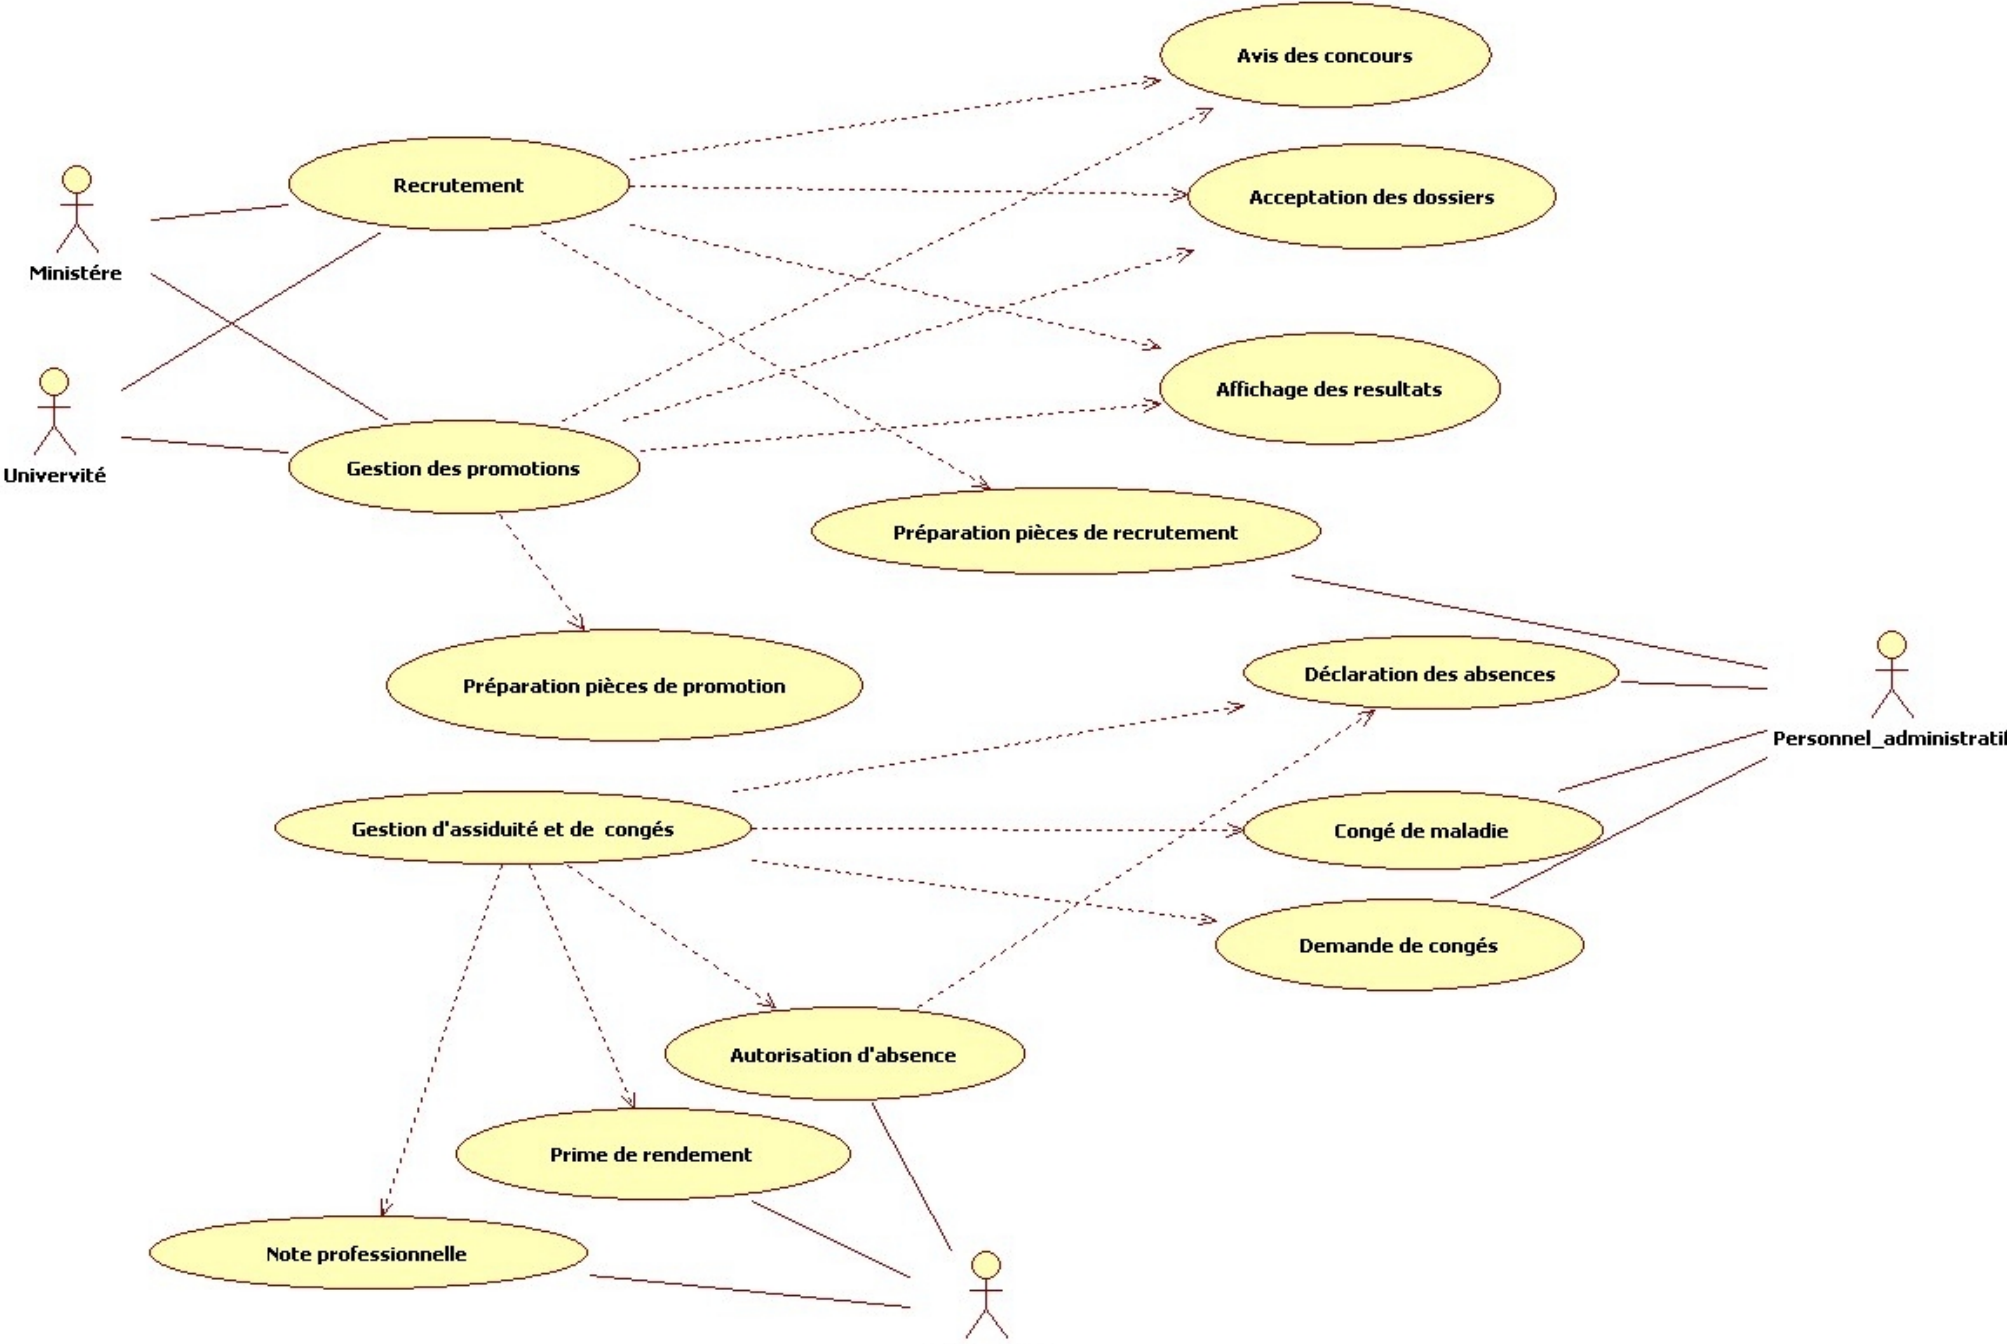 Avis des concours
Recrutement
Acceptation des dossiers
Ministére
Affichage des resultats
Univervité
Gestion des promotions
Préparation pièces de recrutement
Préparation pièces de promotion
Déclaration des absences
Personnel_administratif
Gestion d'assiduité et de congés
Congé de maladie
Demande de congés
Autorisation d'absence
Prime de rendement
Note professionnelle